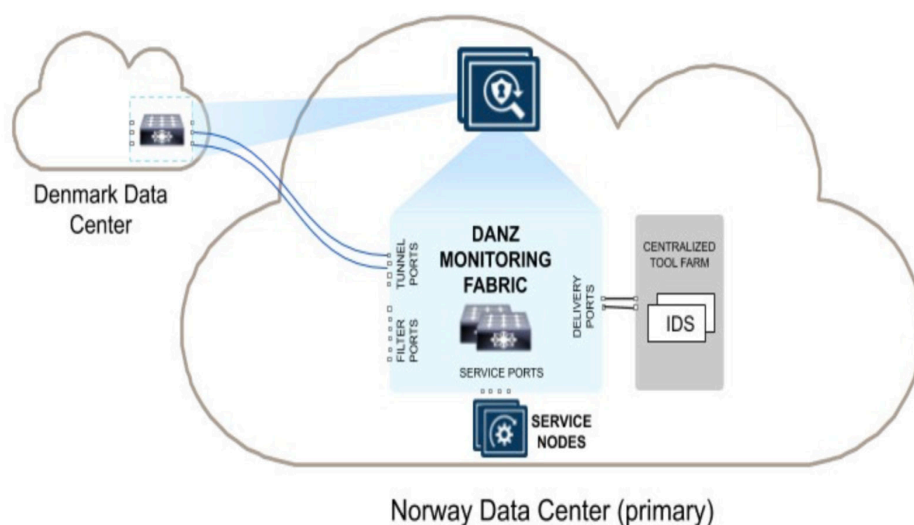 Denmark Data
Center
DANZ
MONITORING
FABRIC
TUNNEL
PORTS
FILTER
PORTS
SERVICE PORTS
DELIVERY
PORTS
CENTRALIZED
TOOL FARM
IDS
SERVICE
NODES
Norway Data Center (primary)